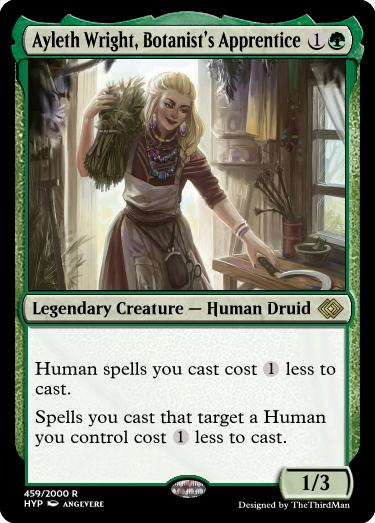 Ayleth Wright, Botanist's Apprentice 1
Legendary Creature — Human Druid
Human spells you cast cost 1 less to
cast.
Spells you cast that target a Human
you control cost 1 less to cast.
1/3
459/2000 R
HYP ANGEVERE
Designed by TheThirdMan